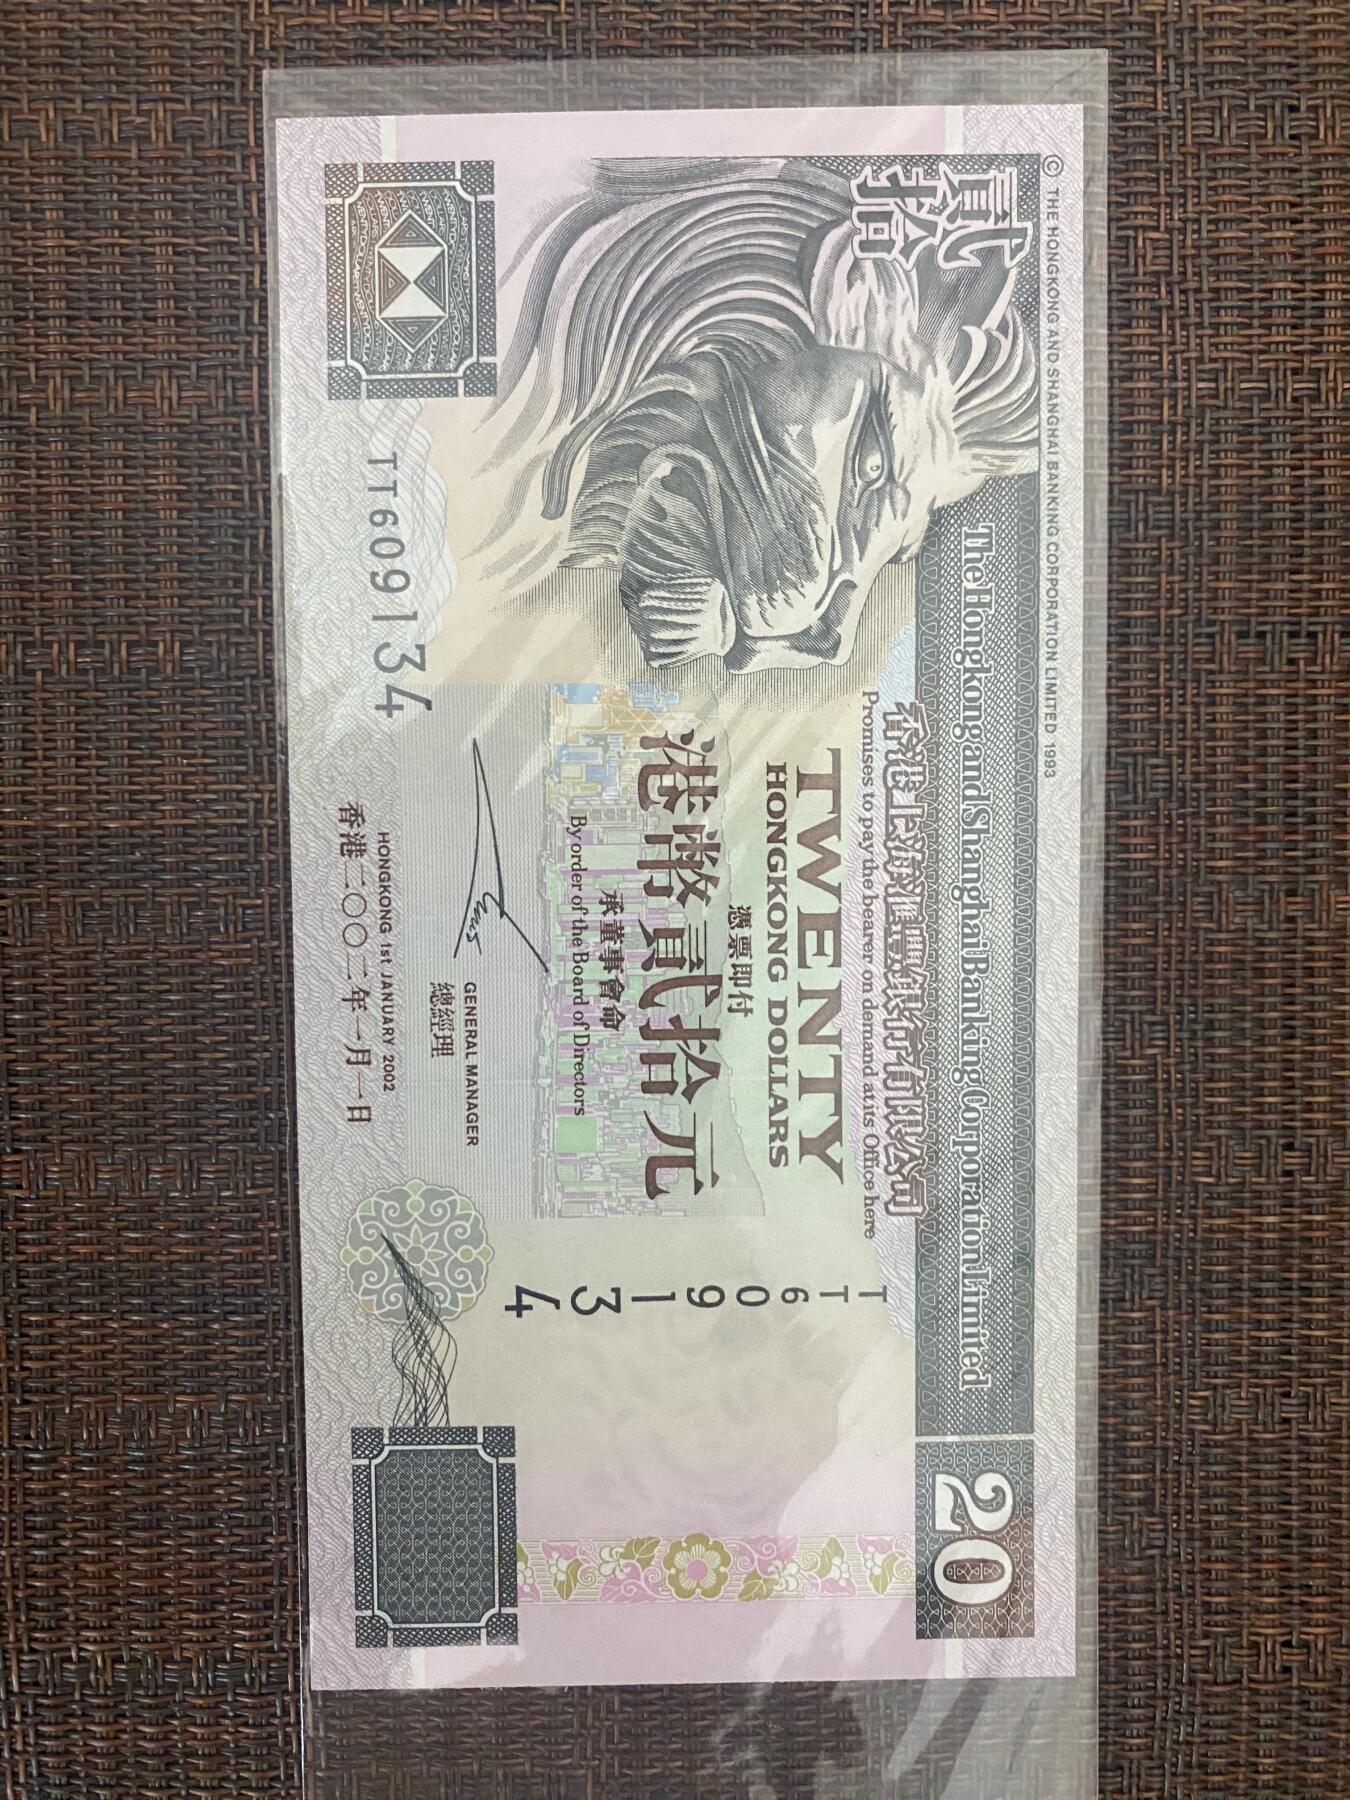 © THE HONGKONG AND SHANGHAI BANKING CORPORATION LIMITED 1993
貳拾
The Hongkong and Shanghai Banking Corporation Limited
20
香港上海滙豐銀行有限公司
Promises to pay the bearer on demand at its Office here
TWENTY
HONGKONG DOLLARS
憑票即付
港幣貳拾元
承董事會命
By order of the Board of Directors
TT609134
TT609134
GENERAL MANAGER
總經理
HONGKONG 1st JANUARY 2002
香港二〇〇二年一月一日